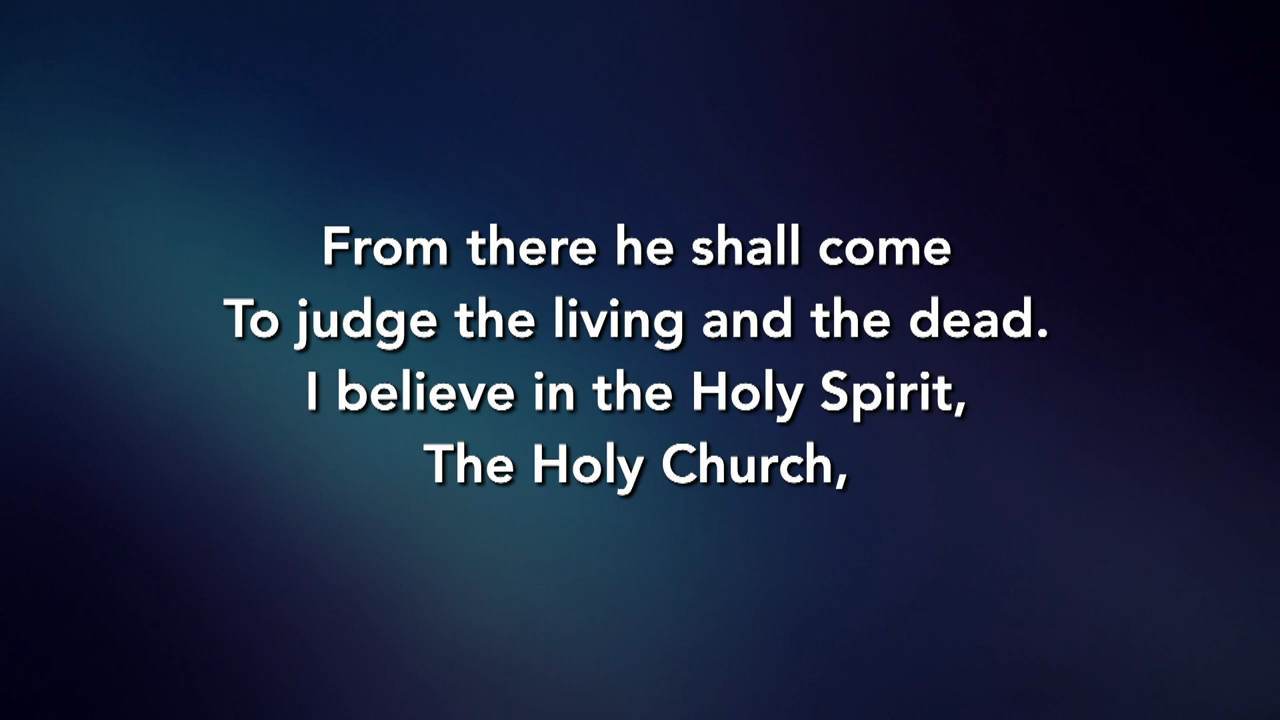 From there he shall come
To judge the living and the dead.
I believe in the Holy Spirit,
The Holy Church,